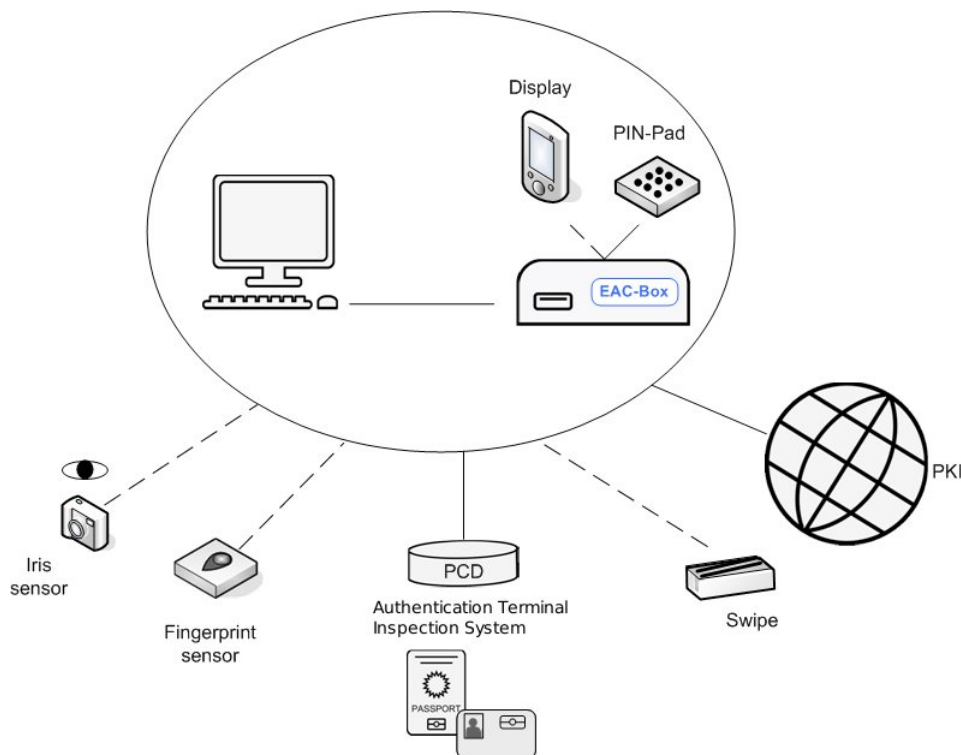 Display
PIN-Pad
EAC-Box
PKI
Iris
sensor
PCD
Authentication Terminal
Inspection System
Fingerprint
sensor
Swipe
PASSPORT